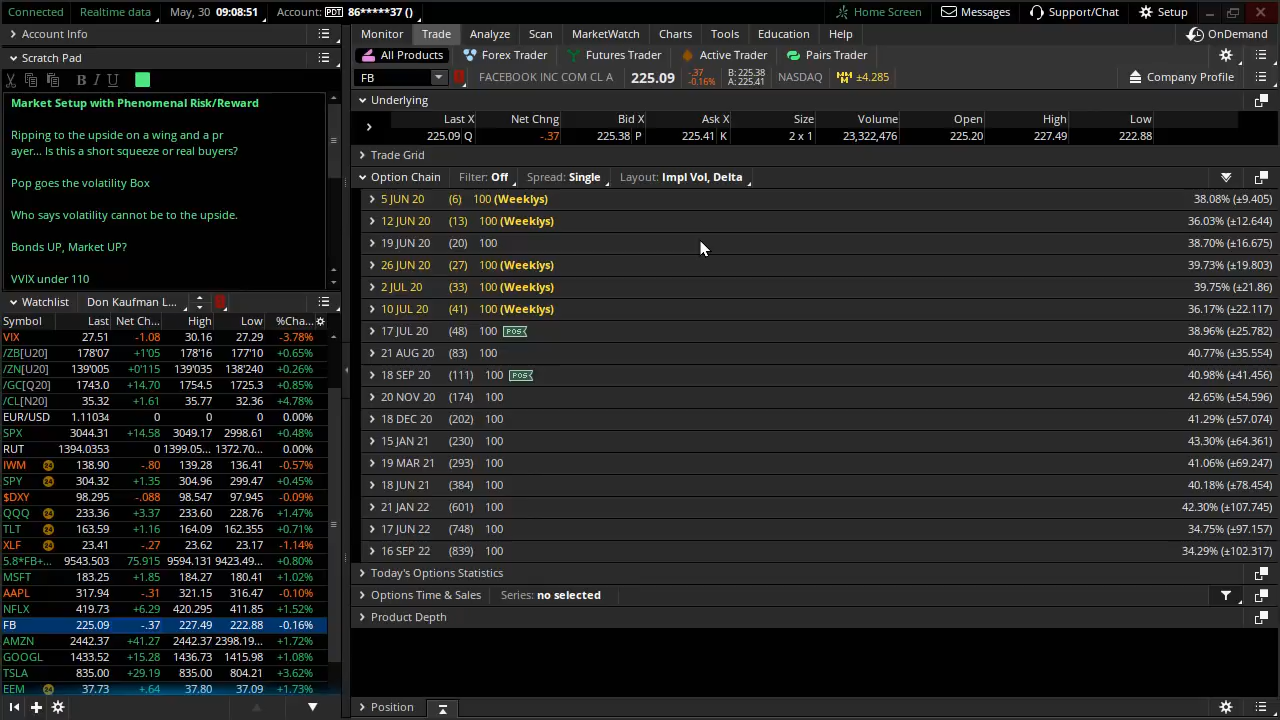 Connected Realtime data May, 30 09:08:51 Account: PDT 86*****37 () Home Screen Messages Support/Chat Setup
Account Info
Monitor Trade Analyze Scan MarketWatch Charts Tools Education Help OnDemand
Scratch Pad
All Products Forex Trader Futures Trader Active Trader Pairs Trader
B I U
FB FACEBOOK INC COM CL A 225.09 -.37 -0.16% B: 225.38 A: 225.41 NASDAQ ±4.285 Company Profile
Market Setup with Phenomenal Risk/Reward
Ripping to the upside on a wing and a pr
ayer... Is this a short squeeze or real buyers?
Pop goes the volatility Box
Who says volatility cannot be to the upside.
Bonds UP, Market UP?
VVIX under 110
Watchlist Don Kaufman L...
Symbol Last Net Ch... High Low %Cha...
VIX 27.51 -1.08 30.16 27.29 -3.78%
/ZB[U20] 178'07 +1'05 178'16 177'10 +0.65%
/ZN[U20] 139'005 +0'115 139'035 138'240 +0.26%
/GC[Q20] 1743.0 +14.70 1754.5 1725.3 +0.85%
/CL[N20] 35.32 +1.61 35.77 32.36 +4.78%
EUR/USD 1.11034 0 0 0 0.00%
SPX 3044.31 +14.58 3049.17 2998.61 +0.48%
RUT 1394.0353 0 1399.05... 1372.70... 0.00%
IWM 24 138.90 -.80 139.28 136.41 -0.57%
SPY 24 304.32 +1.35 304.96 299.47 +0.45%
$DXY 98.295 -.088 98.547 97.945 -0.09%
QQQ 24 233.36 +3.37 233.60 228.76 +1.47%
TLT 24 163.59 +1.16 164.09 162.355 +0.71%
XLF 24 23.41 -.27 23.62 23.17 -1.14%
5.8*FB+... 9543.503 75.915 9594.131 9423.49... +0.80%
MSFT 183.25 +1.85 184.27 180.41 +1.02%
AAPL 317.94 -.31 321.15 316.47 -0.10%
NFLX 419.73 +6.29 420.295 411.85 +1.52%
FB 225.09 -.37 227.49 222.88 -0.16%
AMZN 2442.37 +41.27 2442.37 2398.19... +1.72%
GOOGL 1433.52 +15.28 1436.73 1415.98 +1.08%
TSLA 835.00 +29.19 835.00 804.21 +3.62%
EEM 24 37.73 +.64 37.80 37.09 +1.73%
Underlying
Last X Net Chng Bid X Ask X Size Volume Open High Low
225.09 Q -.37 225.38 P 225.41 K 2 x 1 23,322,476 225.20 227.49 222.88
Trade Grid
Option Chain Filter: Off Spread: Single Layout: Impl Vol, Delta
5 JUN 20 (6) 100 (Weeklys) 38.08% (±9.405)
12 JUN 20 (13) 100 (Weeklys) 36.03% (±12.644)
19 JUN 20 (20) 100 38.70% (±16.675)
26 JUN 20 (27) 100 (Weeklys) 39.73% (±19.803)
2 JUL 20 (33) 100 (Weeklys) 39.75% (±21.86)
10 JUL 20 (41) 100 (Weeklys) 36.17% (±22.117)
17 JUL 20 (48) 100 POS 38.96% (±25.782)
21 AUG 20 (83) 100 40.77% (±35.554)
18 SEP 20 (111) 100 POS 40.98% (±41.456)
20 NOV 20 (174) 100 42.65% (±54.596)
18 DEC 20 (202) 100 41.29% (±57.074)
15 JAN 21 (230) 100 43.30% (±64.361)
19 MAR 21 (293) 100 41.06% (±69.247)
18 JUN 21 (384) 100 40.18% (±78.454)
21 JAN 22 (601) 100 42.30% (±107.745)
17 JUN 22 (748) 100 34.75% (±97.157)
16 SEP 22 (839) 100 34.29% (±102.317)
Today's Options Statistics
Options Time & Sales Series: no selected
Product Depth
Position